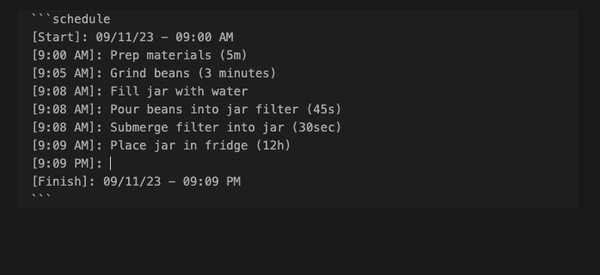 ```schedule
[Start]: 09/11/23 – 09:00 AM
[9:00 AM]: Prep materials (5m)
[9:05 AM]: Grind beans (3 minutes)
[9:08 AM]: Fill jar with water
[9:08 AM]: Pour beans into jar filter (45s)
[9:08 AM]: Submerge filter into jar (30sec)
[9:09 AM]: Place jar in fridge (12h)
[9:09 PM]:
[Finish]: 09/11/23 – 09:09 PM
```